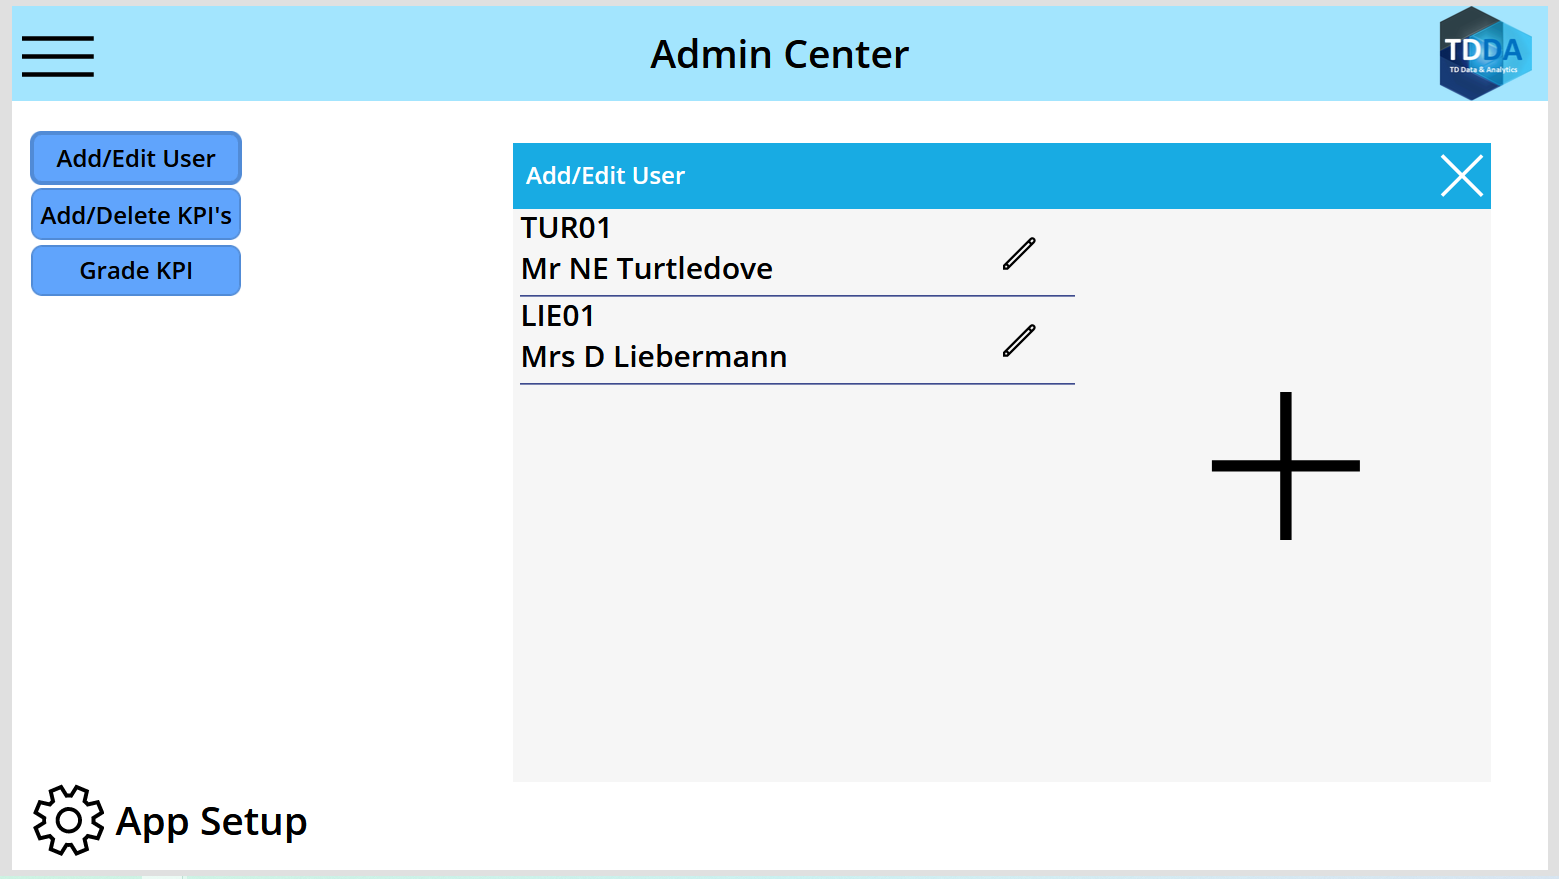 Admin Center
TDDA
TD Data & Analytics
Add/Edit User
Add/Delete KPI's
Grade KPI
Add/Edit User
TUR01
Mr NE Turtledove
LIE01
Mrs D Liebermann
App Setup